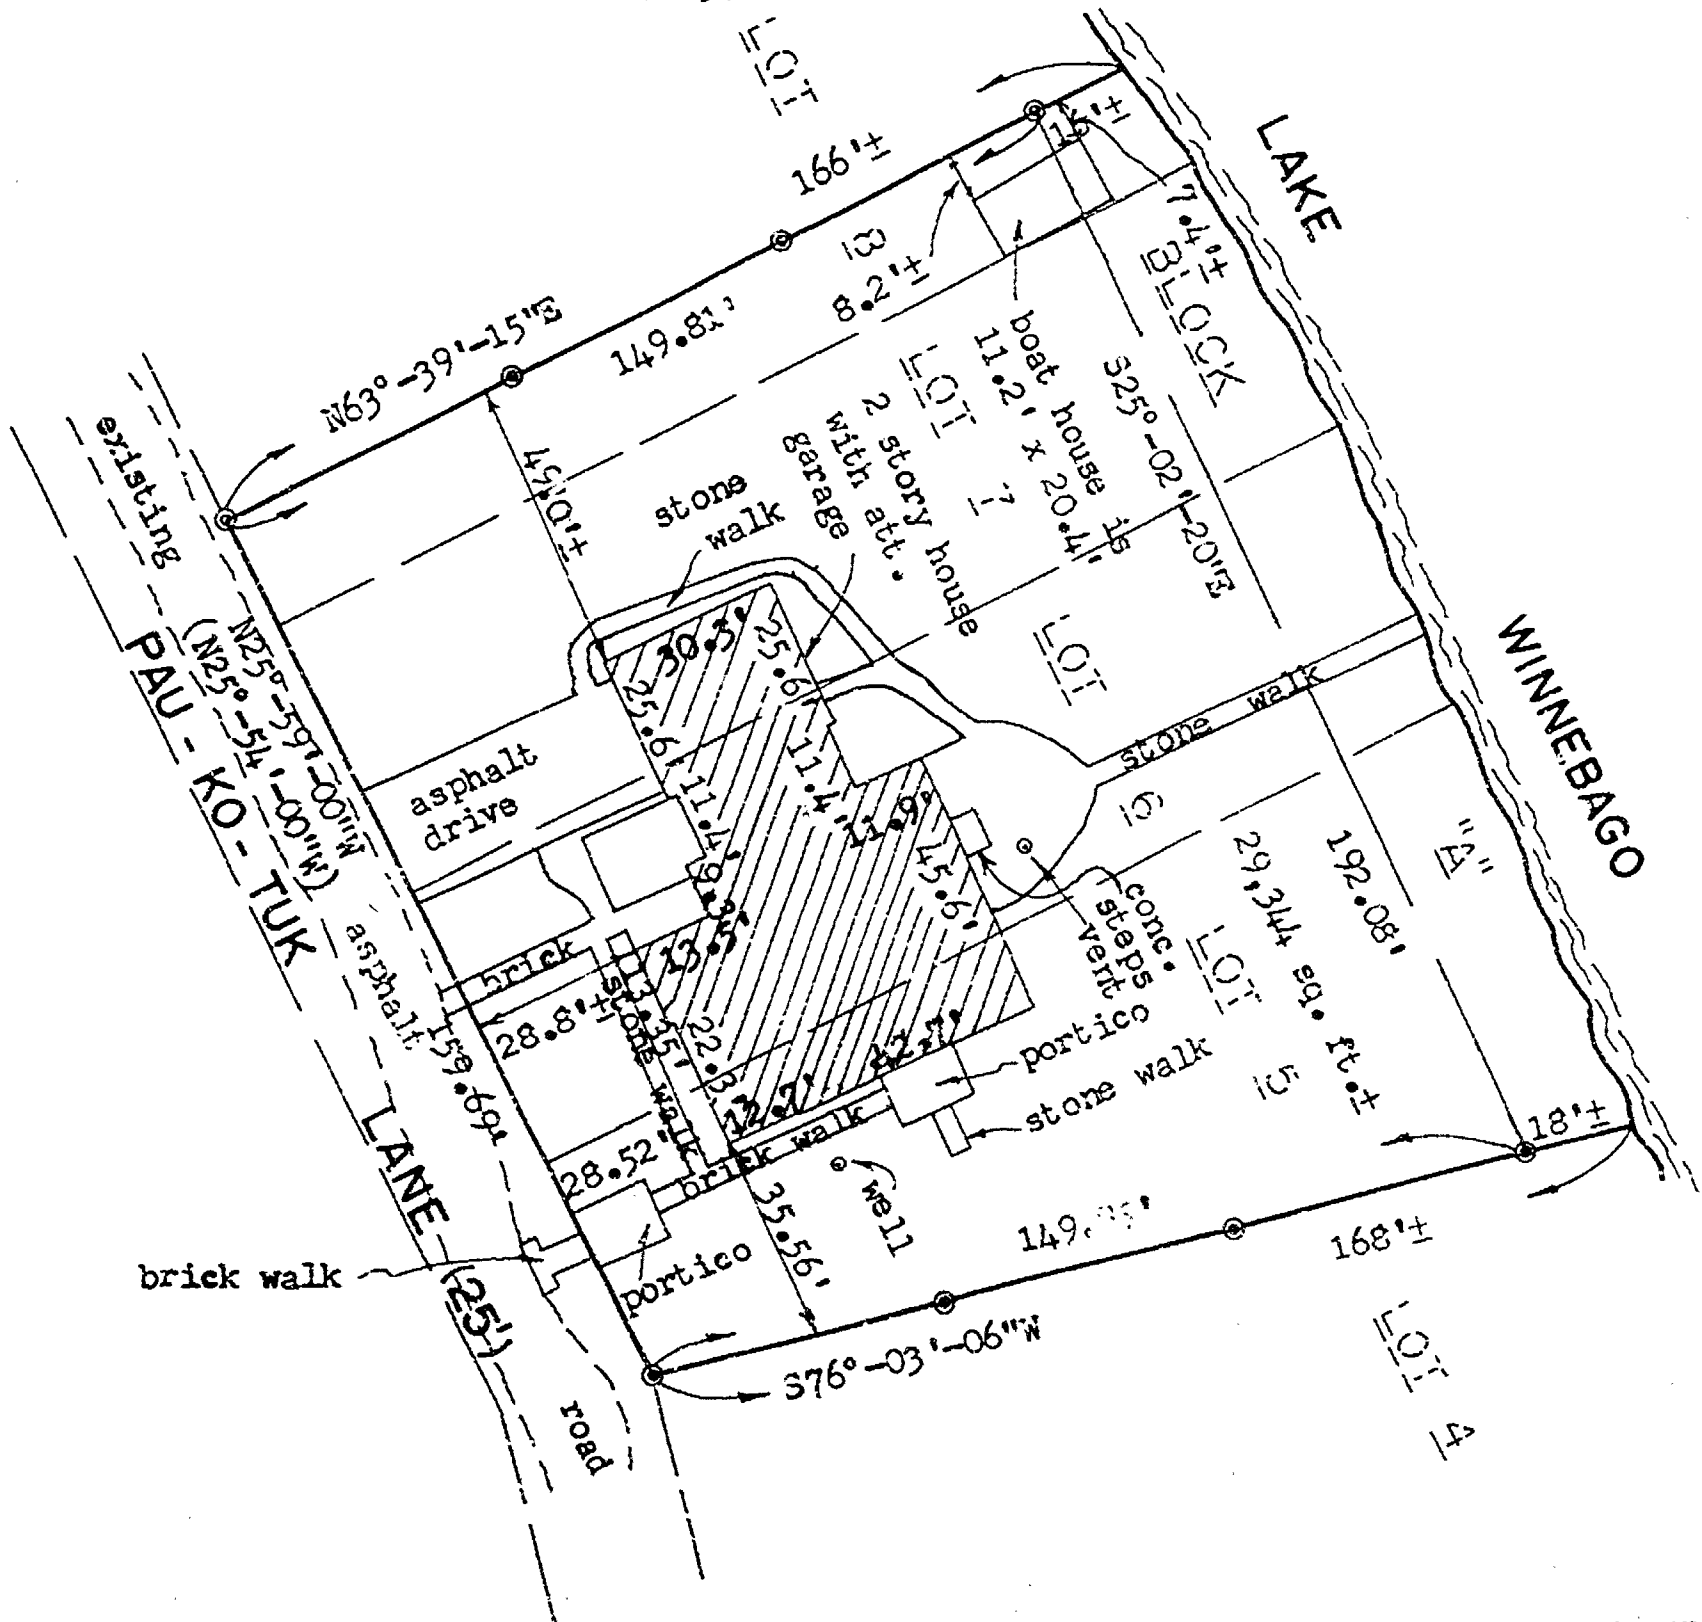 LOT
LAKE
166'±
16'±
7.4'±
8
8.2'±
BLOCK
N63°-39'-15"E
149.81'
boat house is
11.2' x 20.4'
S25°-02'-20"E
LOT 7
2 story house
with att.
garage
existing
49.0'±
stone
walk
LOT
6
WINNEBAGO
30.3'
25.6'
25.6'
stone walk
N25°-59'-00"W
(N25°-54'-00"W)
PAU - KO - TUK
LANE (25')
asphalt
drive
11.4'
11.4'
11.9'
45.6'
192.08'
"A"
29,344 sq. ft.±
conc.
steps
vent
LOT
5
brick
13.3'
stone walk
asphalt
159.69'
28.8'±
13.35'
22.3'
42.7'
12.7'
portico
stone walk
18'±
28.52'
brick walk
well
35.56'
brick walk
portico
168'±
S76°-03'-06"W
LOT 4
road